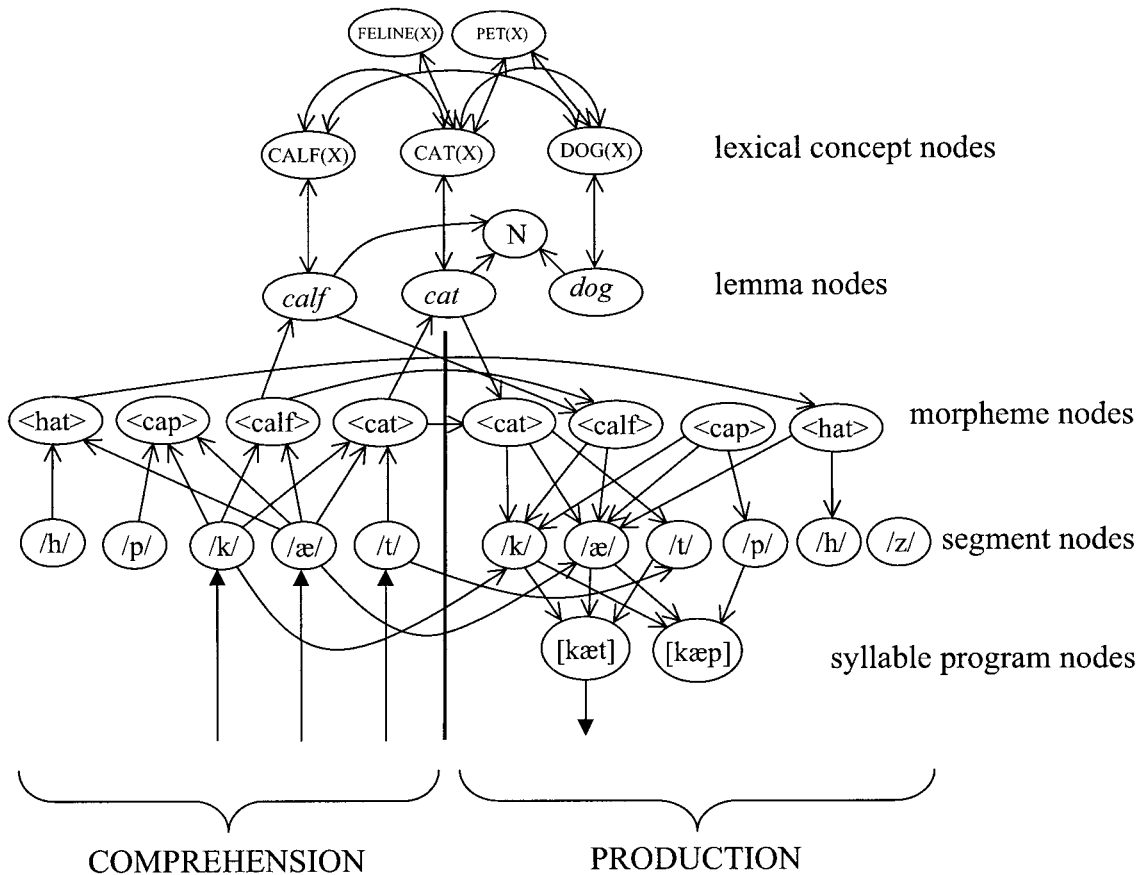 FELINE(X) PET(X)
CALF(X) CAT(X) DOG(X) lexical concept nodes
N
calf cat dog lemma nodes
<hat> <cap> <calf> <cat> <cat> <calf> <cap> <hat> morpheme nodes
/h/ /p/ /k/ /æ/ /t/ /k/ /æ/ /t/ /p/ /h/ /z/ segment nodes
[kæt] [kæp] syllable program nodes
COMPREHENSION PRODUCTION